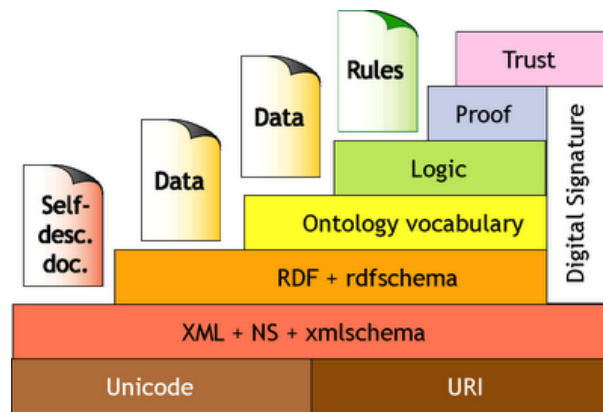 Trust
Rules
Proof
Data
Logic
Digital Signature
Data
Ontology vocabulary
Self-
desc.
doc.
RDF + rdfschema
XML + NS + xmlschema
Unicode
URI